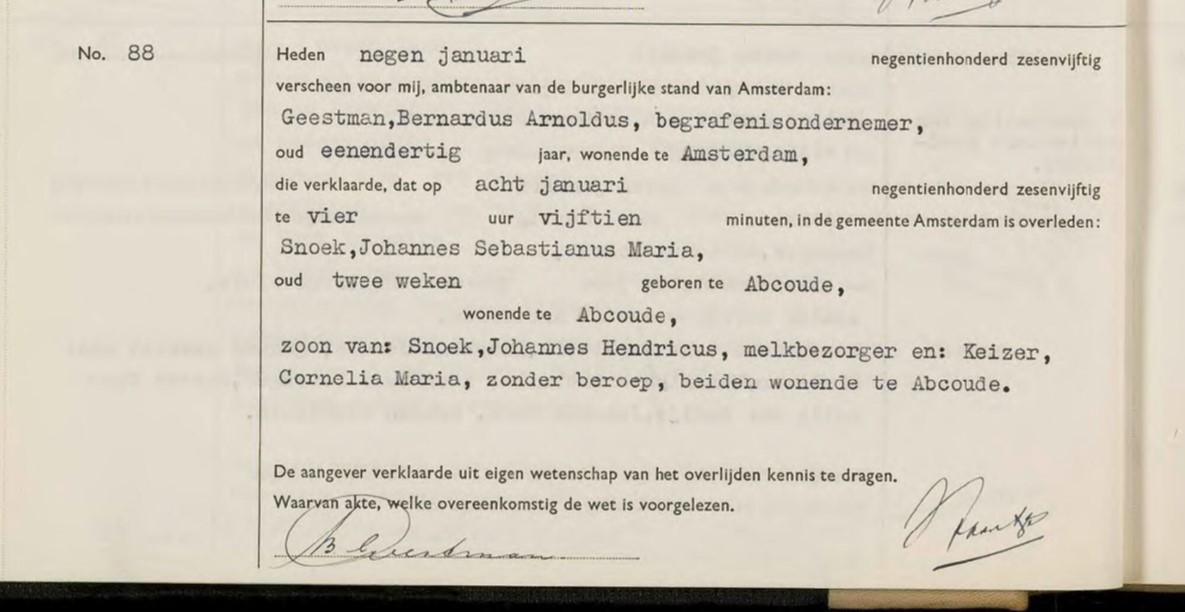 No. 88
Heden negen januari negentienhonderd zesenvijftig
verscheen voor mij, ambtenaar van de burgerlijke stand van Amsterdam:
Geestman,Bernardus Arnoldus, begrafenisondernemer,
oud eenendertig jaar, wonende te Amsterdam,
die verklaarde, dat op acht januari negentienhonderd zesenvijftig
te vier uur vijftien minuten, in de gemeente Amsterdam is overleden:
Snoek,Johannes Sebastianus Maria,
oud twee weken geboren te Abcoude,
wonende te Abcoude,
zoon van: Snoek,Johannes Hendricus, melkbezorger en: Keizer,
Cornelia Maria, zonder beroep, beiden wonende te Abcoude.
De aangever verklaarde uit eigen wetenschap van het overlijden kennis te dragen.
Waarvan akte, welke overeenkomstig de wet is voorgelezen.
B Geestman